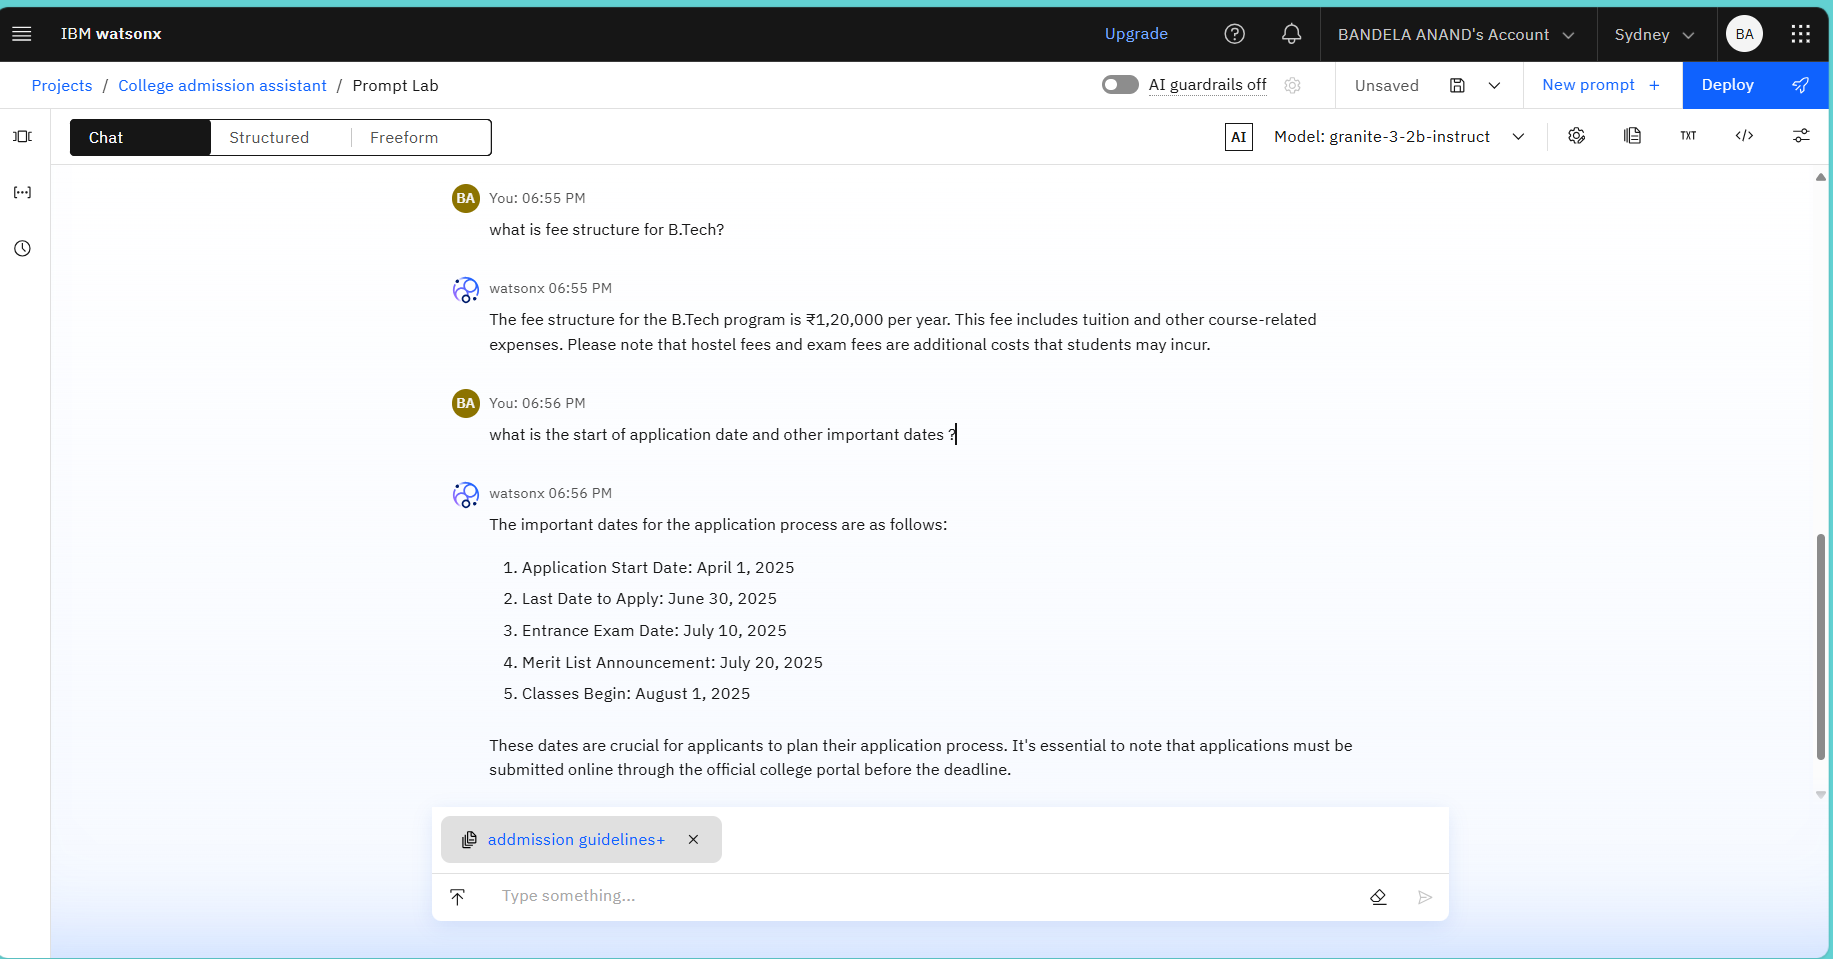 IBM watsonx
Upgrade
BANDELA ANAND's Account
Sydney
BA
Projects / College admission assistant / Prompt Lab
AI guardrails off
Unsaved
New prompt +
Deploy
Chat
Structured
Freeform
AI
Model: granite-3-2b-instruct
TXT
</>
BA
You: 06:55 PM
what is fee structure for B.Tech?
watsonx 06:55 PM
The fee structure for the B.Tech program is ₹1,20,000 per year. This fee includes tuition and other course-related
expenses. Please note that hostel fees and exam fees are additional costs that students may incur.
BA
You: 06:56 PM
what is the start of application date and other important dates ?
watsonx 06:56 PM
The important dates for the application process are as follows:
1. Application Start Date: April 1, 2025
2. Last Date to Apply: June 30, 2025
3. Entrance Exam Date: July 10, 2025
4. Merit List Announcement: July 20, 2025
5. Classes Begin: August 1, 2025
These dates are crucial for applicants to plan their application process. It's essential to note that applications must be
submitted online through the official college portal before the deadline.
addmission guidelines+
Type something...